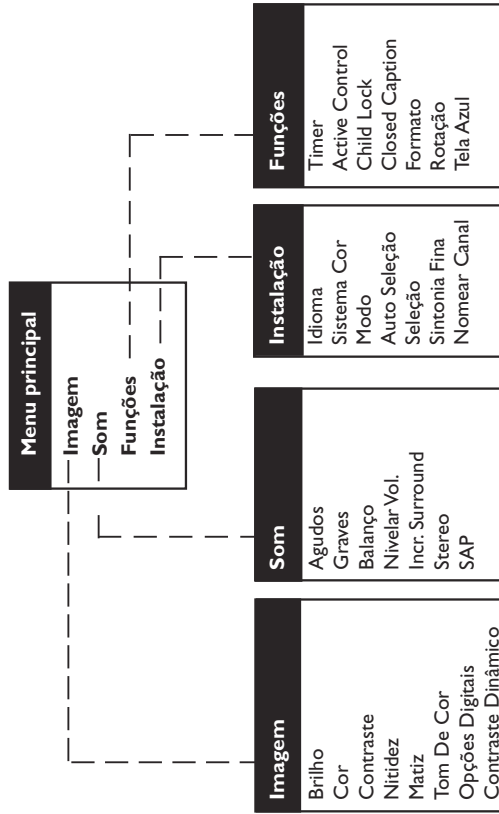 Menu principal
Imagem
Som
Funções
Instalação
Imagem
Brilho
Cor
Contraste
Nitidez
Matiz
Tom De Cor
Opções Digitais
Contraste Dinâmico
Som
Agudos
Graves
Balanço
Nivelar Vol.
Incr. Surround
Stereo
SAP
Instalação
Idioma
Sistema Cor
Modo
Auto Seleção
Seleção
Sintonia Fina
Nomear Canal
Funções
Timer
Active Control
Child Lock
Closed Caption
Formato
Rotação
Tela Azul